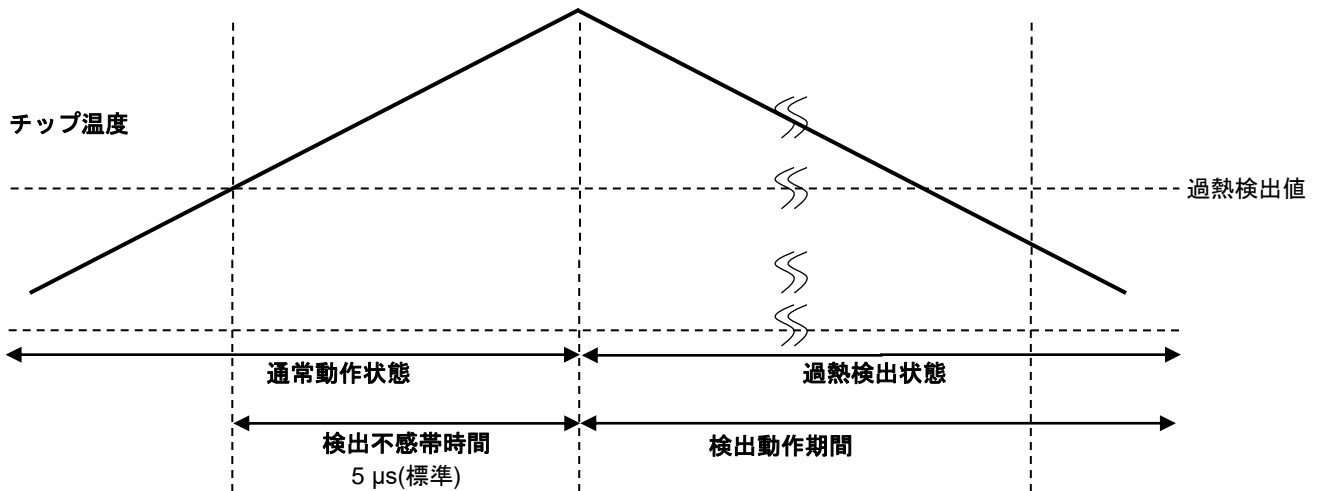 チップ温度
過熱検出値
通常動作状態
過熱検出状態
検出不感帯時間
検出動作期間
5 μs(標準)